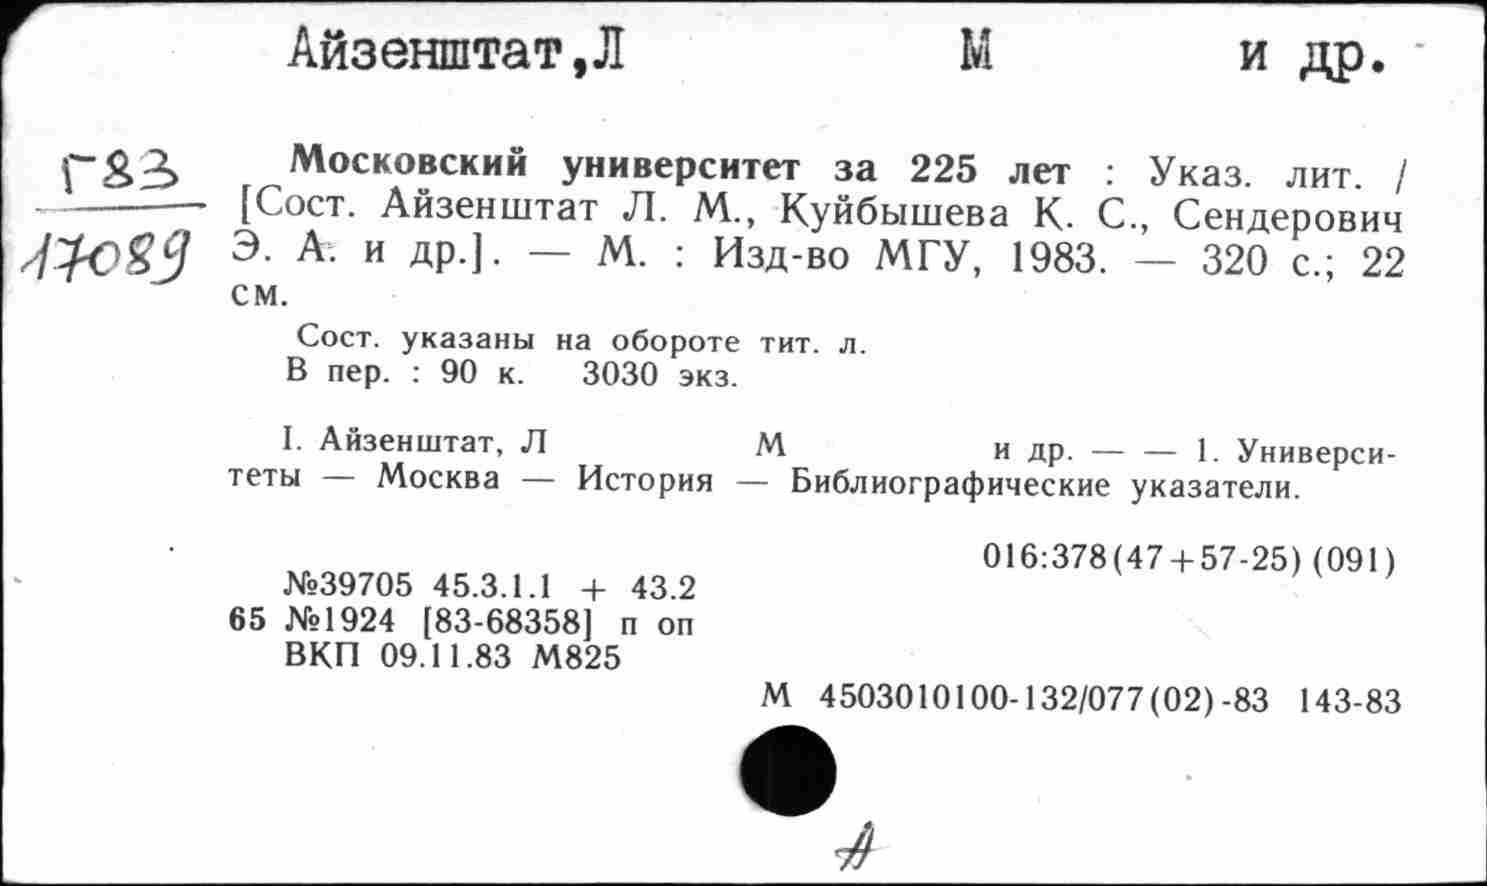 Айзенштат,Л М и др.
Г83
17089
Московский университет за 225 лет : Указ. лит. /
[Сост. Айзенштат Л. М., Куйбышева К. С., Сендерович
Э. А. и др.]. — М. : Изд-во МГУ, 1983. — 320 с.; 22
см.
Сост. указаны на обороте тит. л.
В пер. : 90 к. 3030 экз.
I. Айзенштат, Л М и др. — — 1. Универси-
теты — Москва — История — Библиографические указатели.
016:378(47+57-25)(091)
№39705 45.3.1.1 + 43.2
65 №1924 [83-68358] п оп
ВКП 09.11.83 М825
М 4503010100-132/077(02)-83 143-83
А